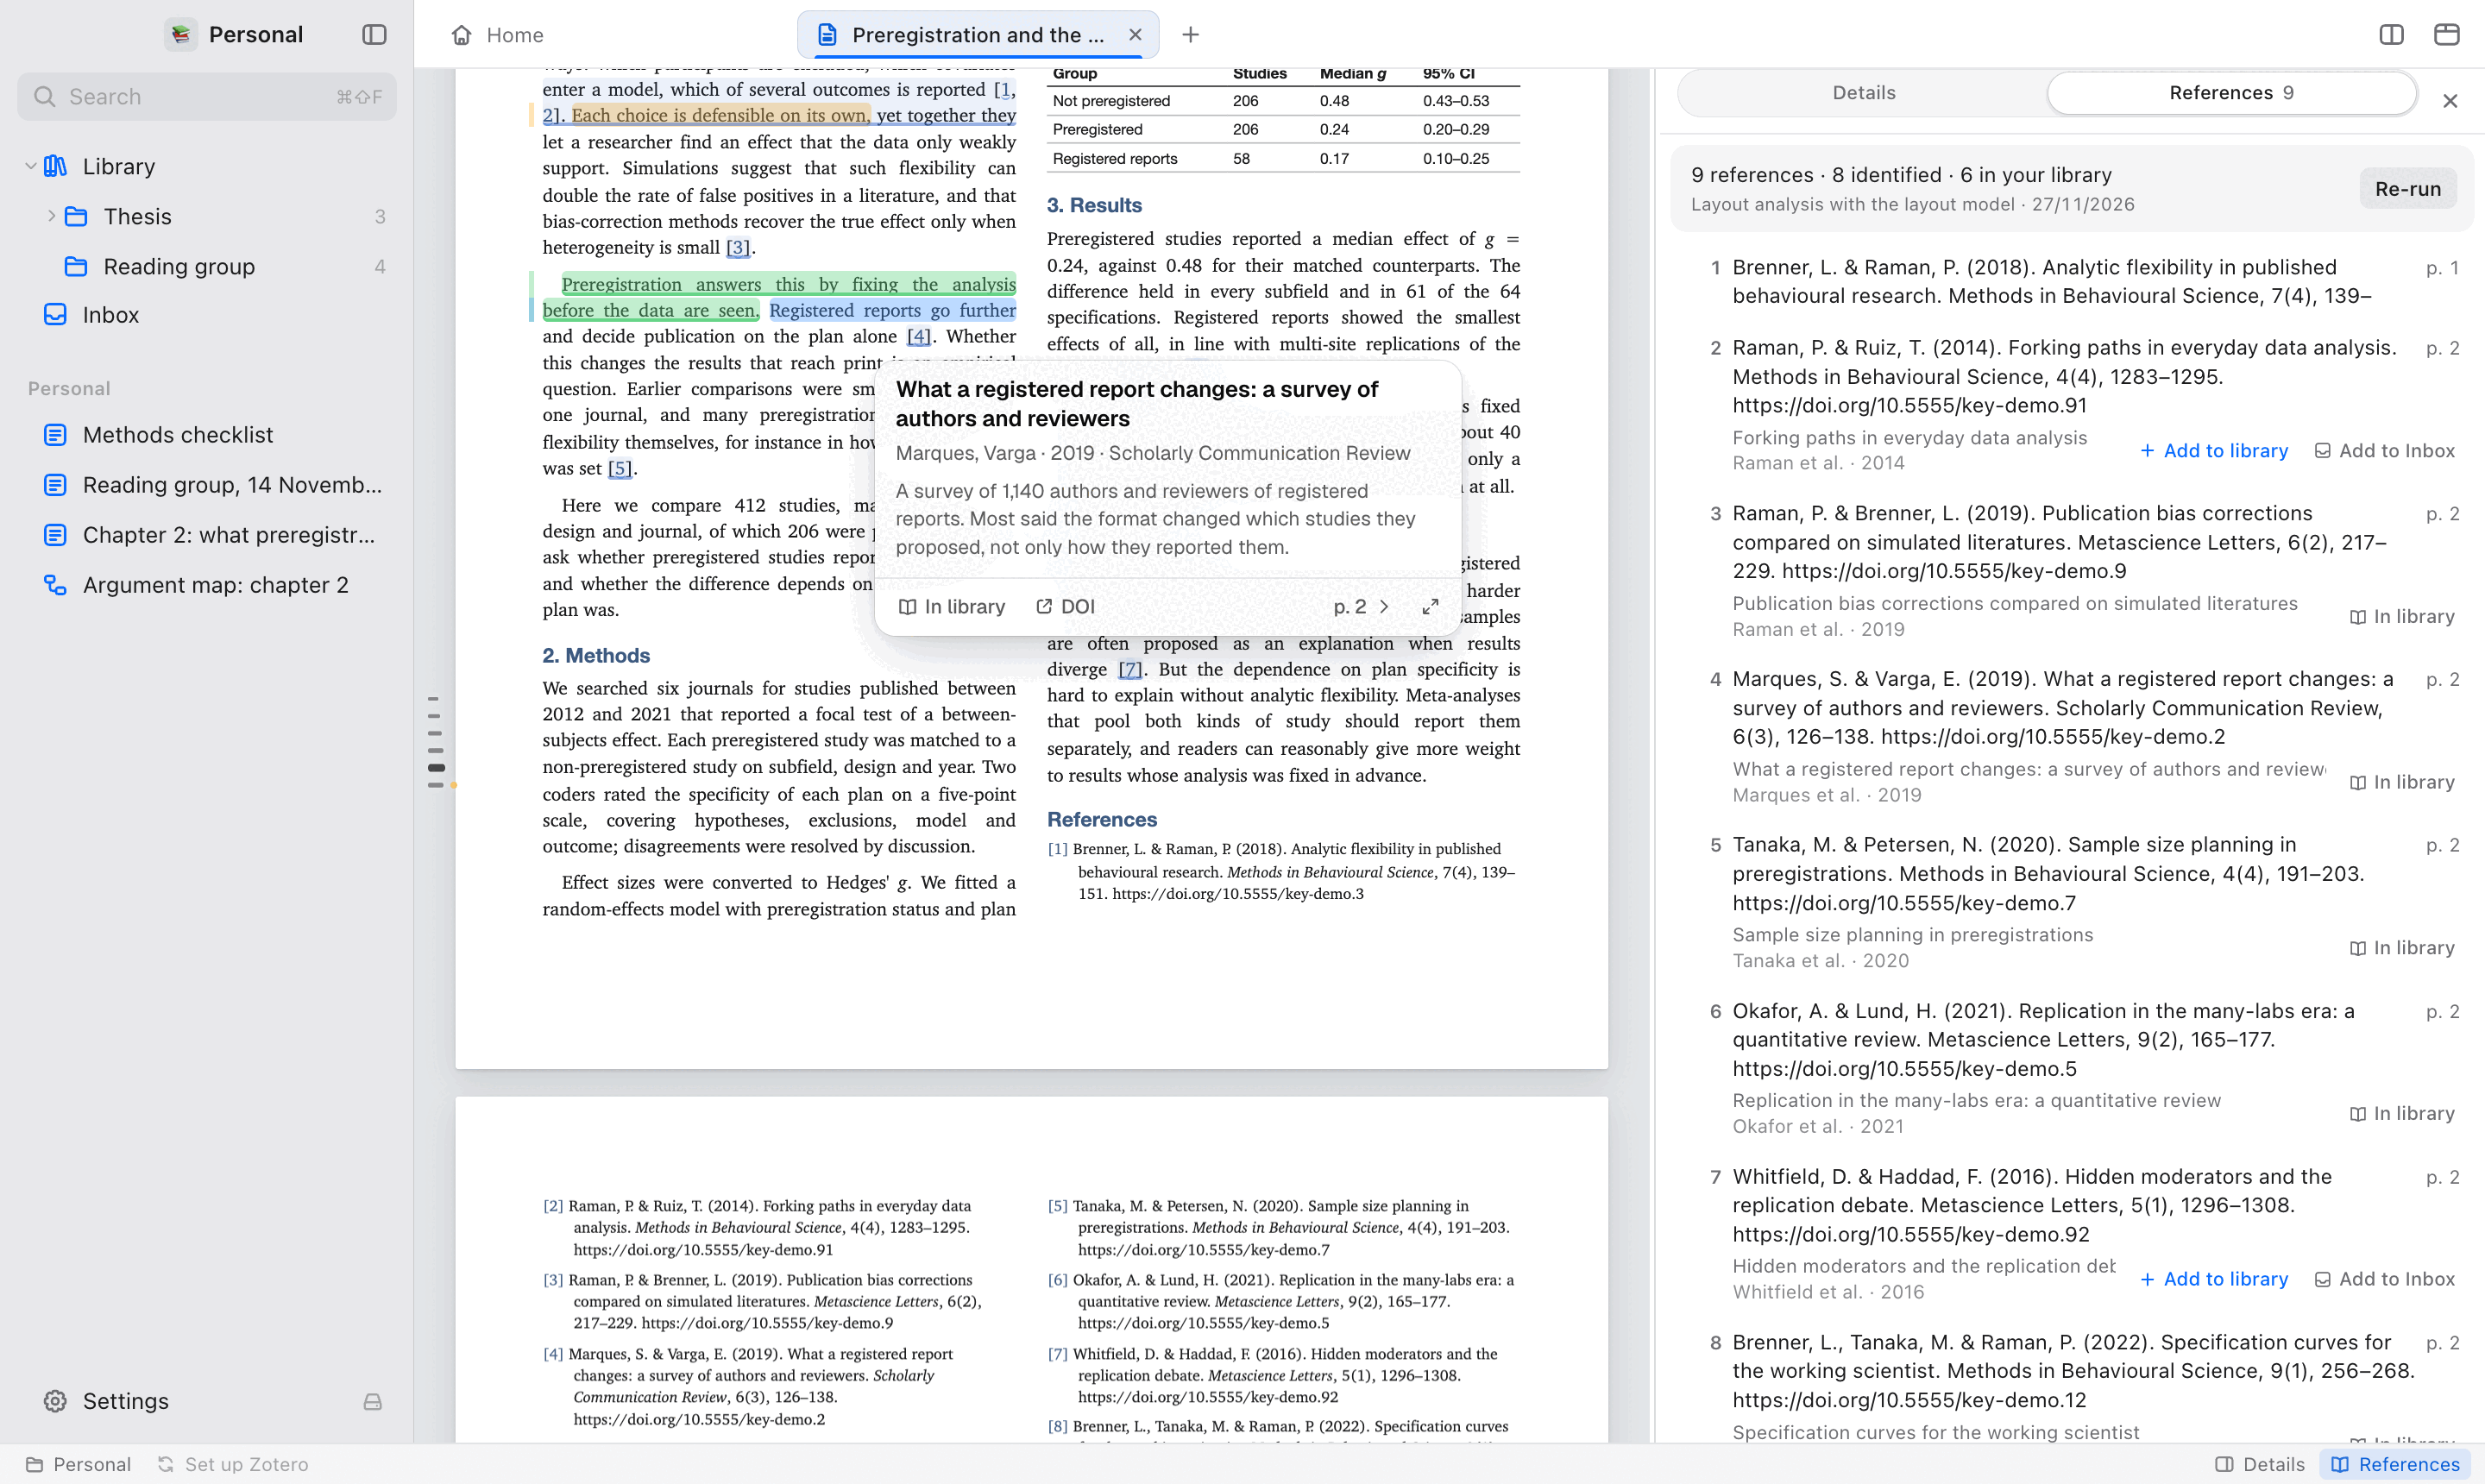 Personal
Search
⌘⇧F
Library
Thesis
3
Reading group
4
Inbox
Personal
Methods checklist
Reading group, 14 Novemb...
Chapter 2: what preregistr...
Argument map: chapter 2
Settings
Home
Preregistration and the ...
enter a model, which of several outcomes is reported [1,
2]. Each choice is defensible on its own, yet together they
let a researcher find an effect that the data only weakly
support. Simulations suggest that such flexibility can
double the rate of false positives in a literature, and that
bias-correction methods recover the true effect only when
heterogeneity is small [3].
Preregistration answers this by fixing the analysis
before the data are seen. Registered reports go further
and decide publication on the plan alone [4]. Whether
this changes the results that reach print
question. Earlier comparisons were sm
one journal, and many preregistration
flexibility themselves, for instance in how
was set [5].
Here we compare 412 studies, ma
design and journal, of which 206 were p
ask whether preregistered studies repor
and whether the difference depends on
plan was.
2. Methods
We searched six journals for studies published between
2012 and 2021 that reported a focal test of a between-
subjects effect. Each preregistered study was matched to a
non-preregistered study on subfield, design and year. Two
coders rated the specificity of each plan on a five-point
scale, covering hypotheses, exclusions, model and
outcome; disagreements were resolved by discussion.
Effect sizes were converted to Hedges' g. We fitted a
random-effects model with preregistration status and plan
Group Studies Median g 95% CI
Not preregistered 206 0.48 0.43–0.53
Preregistered 206 0.24 0.20–0.29
Registered reports 58 0.17 0.10–0.25
3. Results
Preregistered studies reported a median effect of g =
0.24, against 0.48 for their matched counterparts. The
difference held in every subfield and in 61 of the 64
specifications. Registered reports showed the smallest
effects of all, in line with multi-site replications of the
s fixed
out 40
only a
at all.
gistered
harder
samples
are often proposed as an explanation when results
diverge [7]. But the dependence on plan specificity is
hard to explain without analytic flexibility. Meta-analyses
that pool both kinds of study should report them
separately, and readers can reasonably give more weight
to results whose analysis was fixed in advance.
References
[1] Brenner, L. & Raman, P. (2018). Analytic flexibility in published
behavioural research. Methods in Behavioural Science, 7(4), 139–
151. https://doi.org/10.5555/key-demo.3
What a registered report changes: a survey of
authors and reviewers
Marques, Varga · 2019 · Scholarly Communication Review
A survey of 1,140 authors and reviewers of registered
reports. Most said the format changed which studies they
proposed, not only how they reported them.
In library
DOI
p. 2
[2] Raman, P. & Ruiz, T. (2014). Forking paths in everyday data
analysis. Methods in Behavioural Science, 4(4), 1283–1295.
https://doi.org/10.5555/key-demo.91
[3] Raman, P. & Brenner, L. (2019). Publication bias corrections
compared on simulated literatures. Metascience Letters, 6(2),
217–229. https://doi.org/10.5555/key-demo.9
[4] Marques, S. & Varga, E. (2019). What a registered report
changes: a survey of authors and reviewers. Scholarly
Communication Review, 6(3), 126–138.
https://doi.org/10.5555/key-demo.2
[5] Tanaka, M. & Petersen, N. (2020). Sample size planning in
preregistrations. Methods in Behavioural Science, 4(4), 191–203.
https://doi.org/10.5555/key-demo.7
[6] Okafor, A. & Lund, H. (2021). Replication in the many-labs era: a
quantitative review. Metascience Letters, 9(2), 165–177.
https://doi.org/10.5555/key-demo.5
[7] Whitfield, D. & Haddad, F. (2016). Hidden moderators and the
replication debate. Metascience Letters, 5(1), 1296–1308.
https://doi.org/10.5555/key-demo.92
[8] Brenner, L., Tanaka, M. & Raman, P. (2022). Specification curves
Details
References 9
9 references · 8 identified · 6 in your library
Layout analysis with the layout model · 27/11/2026
Re-run
1 Brenner, L. & Raman, P. (2018). Analytic flexibility in published p. 1
behavioural research. Methods in Behavioural Science, 7(4), 139–
2 Raman, P. & Ruiz, T. (2014). Forking paths in everyday data analysis. p. 2
Methods in Behavioural Science, 4(4), 1283–1295.
https://doi.org/10.5555/key-demo.91
Forking paths in everyday data analysis
Raman et al. · 2014
Add to library
Add to Inbox
3 Raman, P. & Brenner, L. (2019). Publication bias corrections p. 2
compared on simulated literatures. Metascience Letters, 6(2), 217–
229. https://doi.org/10.5555/key-demo.9
Publication bias corrections compared on simulated literatures
Raman et al. · 2019
In library
4 Marques, S. & Varga, E. (2019). What a registered report changes: a p. 2
survey of authors and reviewers. Scholarly Communication Review,
6(3), 126–138. https://doi.org/10.5555/key-demo.2
What a registered report changes: a survey of authors and review
Marques et al. · 2019
In library
5 Tanaka, M. & Petersen, N. (2020). Sample size planning in p. 2
preregistrations. Methods in Behavioural Science, 4(4), 191–203.
https://doi.org/10.5555/key-demo.7
Sample size planning in preregistrations
Tanaka et al. · 2020
In library
6 Okafor, A. & Lund, H. (2021). Replication in the many-labs era: a p. 2
quantitative review. Metascience Letters, 9(2), 165–177.
https://doi.org/10.5555/key-demo.5
Replication in the many-labs era: a quantitative review
Okafor et al. · 2021
In library
7 Whitfield, D. & Haddad, F. (2016). Hidden moderators and the p. 2
replication debate. Metascience Letters, 5(1), 1296–1308.
https://doi.org/10.5555/key-demo.92
Hidden moderators and the replication deb
Whitfield et al. · 2016
Add to library
Add to Inbox
8 Brenner, L., Tanaka, M. & Raman, P. (2022). Specification curves for p. 2
the working scientist. Methods in Behavioural Science, 9(1), 256–268.
https://doi.org/10.5555/key-demo.12
Specification curves for the working scientist
Personal
Set up Zotero
Details
References